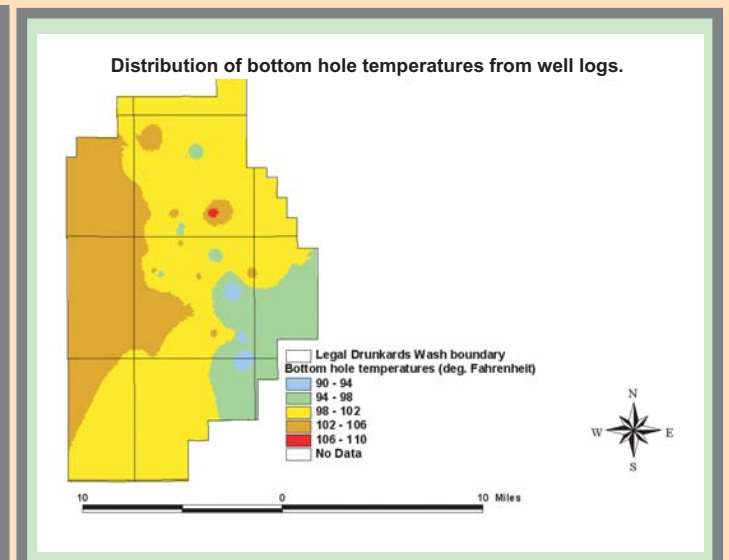 Distribution of bottom hole temperatures from well logs.
Legal Drunkards Wash boundary
Bottom hole temperatures (deg. Fahrenheit)
90 - 94
94 - 98
98 - 102
102 - 106
106 - 110
No Data
N
W E
S
10 0 10 Miles